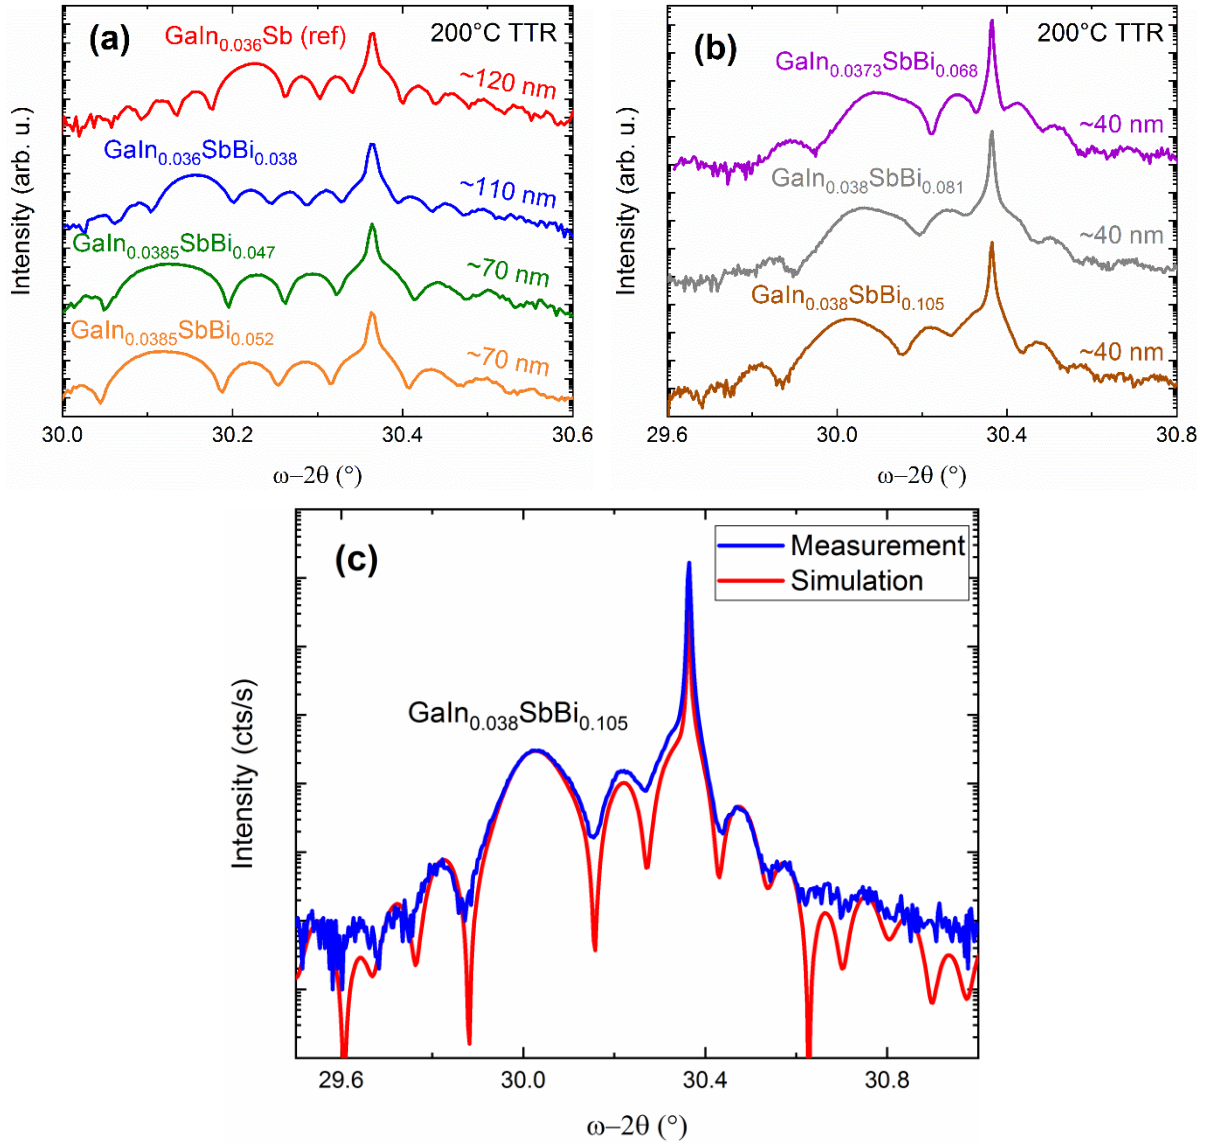 (a)
GaIn0.036Sb (ref)
200°C TTR
~120 nm
GaIn0.036SbBi0.038
~110 nm
GaIn0.0385SbBi0.047
~70 nm
GaIn0.0385SbBi0.052
~70 nm
Intensity (arb. u.)
30.0 30.2 30.4 30.6
ω−2θ (°)
(b)
200°C TTR
GaIn0.0373SbBi0.068
~40 nm
GaIn0.038SbBi0.081
~40 nm
GaIn0.038SbBi0.105
~40 nm
Intensity (arb. u.)
29.6 30.0 30.4 30.8
ω−2θ (°)
(c)
Measurement
Simulation
GaIn0.038SbBi0.105
Intensity (cts/s)
29.6 30.0 30.4 30.8
ω−2θ (°)